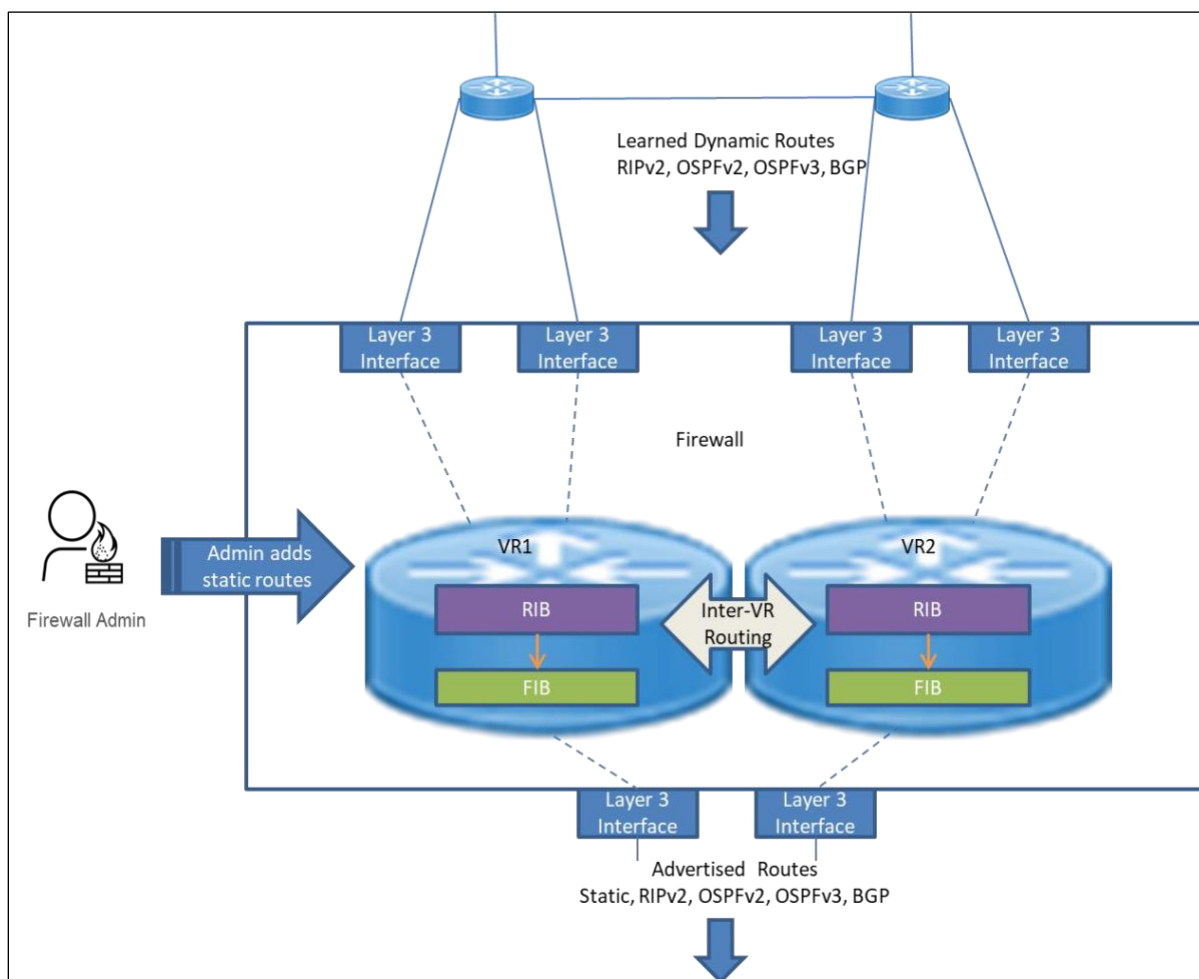 Learned Dynamic Routes
RIPv2, OSPFv2, OSPFv3, BGP
Layer 3
Interface
Layer 3
Interface
Layer 3
Interface
Layer 3
Interface
Firewall
Admin adds
static routes
Firewall Admin
VR1
VR2
RIB
Inter-VR
Routing
RIB
FIB
FIB
Layer 3
Interface
Layer 3
Interface
Advertised Routes
Static, RIPv2, OSPFv2, OSPFv3, BGP